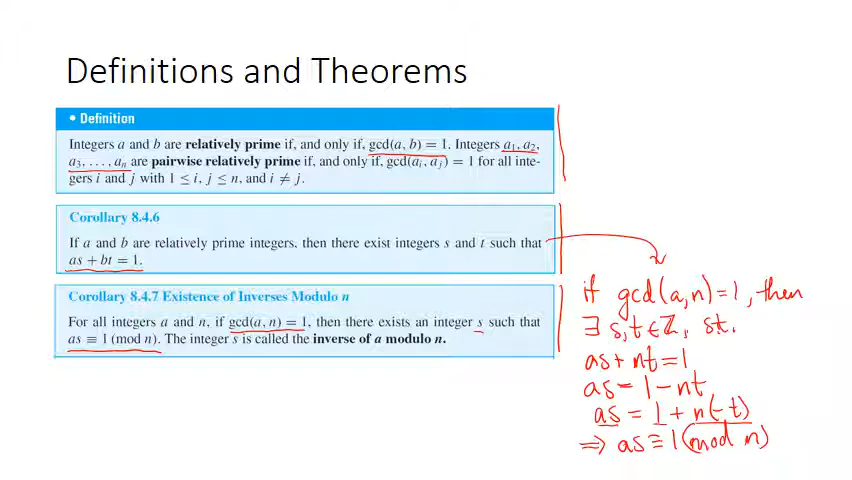 Definitions and Theorems
• Definition
Integers a and b are relatively prime if, and only if, gcd(a, b) = 1. Integers a₁, a₂,
a₃, . . . , aₙ are pairwise relatively prime if, and only if, gcd(aᵢ, aⱼ) = 1 for all inte-
gers i and j with 1 ≤ i, j ≤ n, and i ≠ j.
Corollary 8.4.6
If a and b are relatively prime integers, then there exist integers s and t such that
as + bt = 1.
Corollary 8.4.7 Existence of Inverses Modulo n
For all integers a and n, if gcd(a, n) = 1, then there exists an integer s such that
as ≡ 1 (mod n). The integer s is called the inverse of a modulo n.
if gcd(a,n)=1, then
∃ s,t∈ℤ, s.t.
as+nt=1
as=1-nt
as=1+n(-t)
⟹ as≡1(mod n)